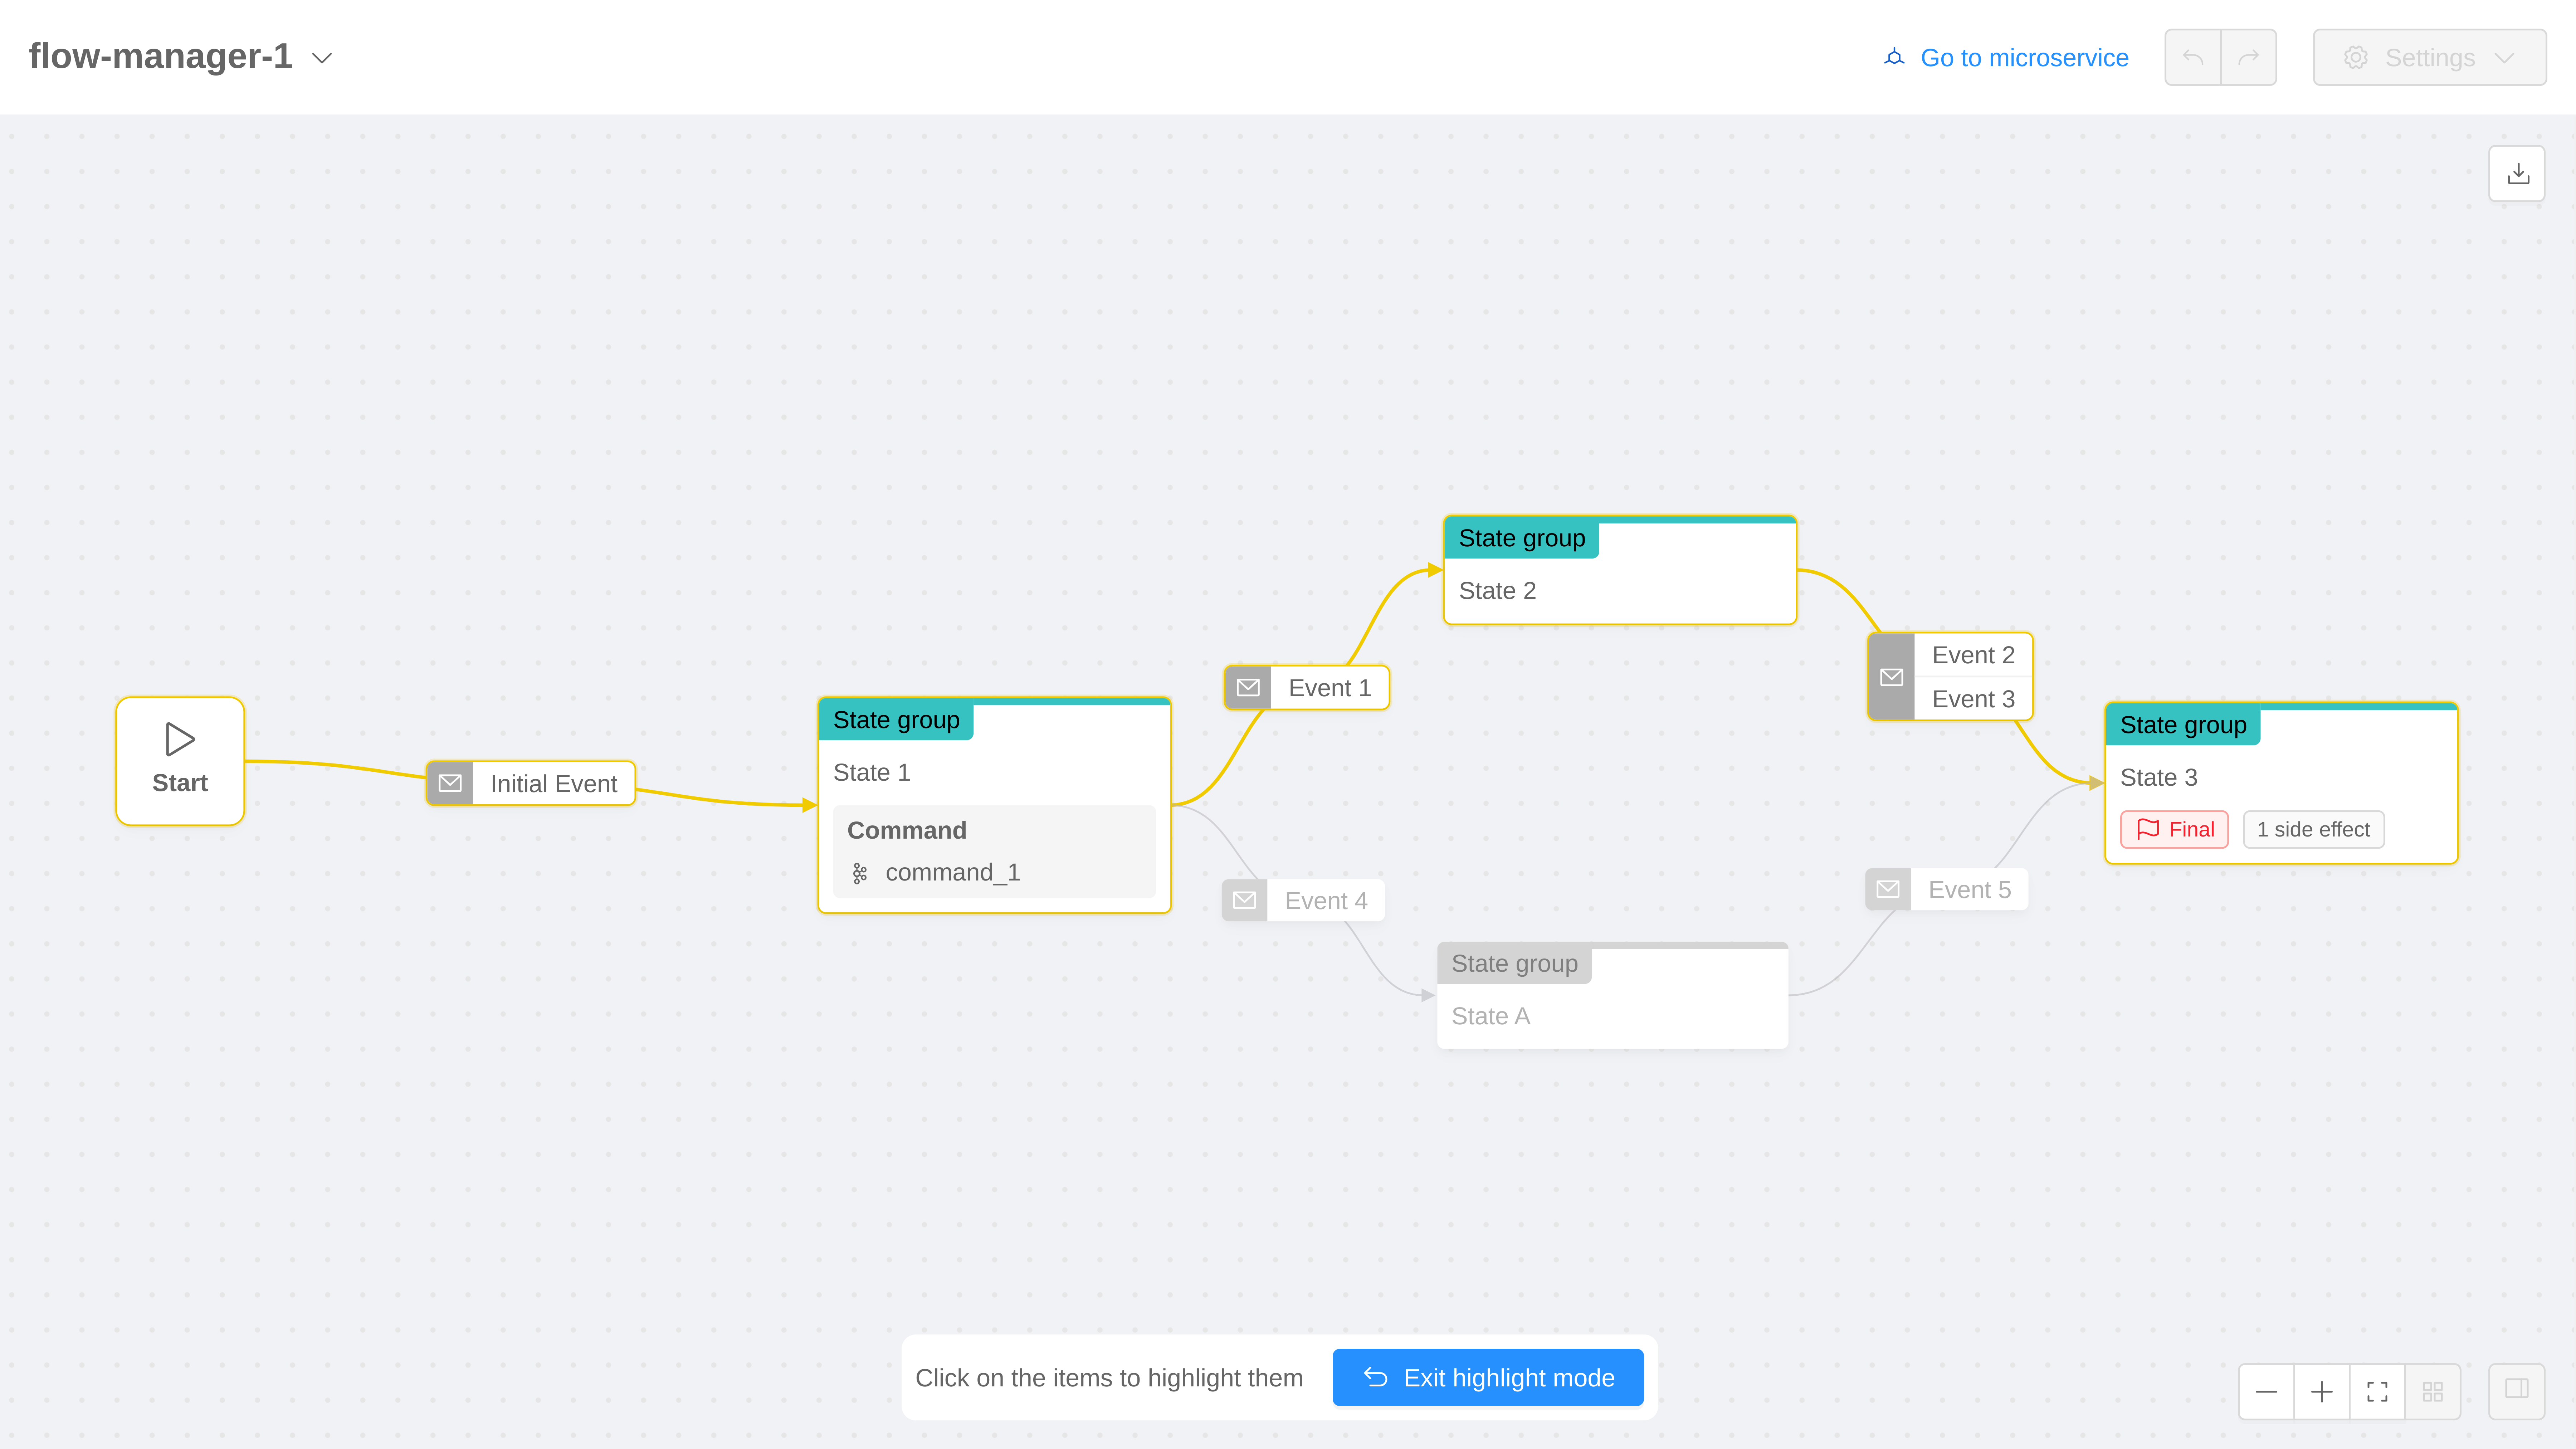 flow-manager-1
Go to microservice
Settings
Start
Initial Event
State group
State 1
Command
command_1
Event 1
Event 4
State group
State 2
State group
State A
Event 2
Event 3
Event 5
State group
State 3
Final
1 side effect
Click on the items to highlight them
Exit highlight mode